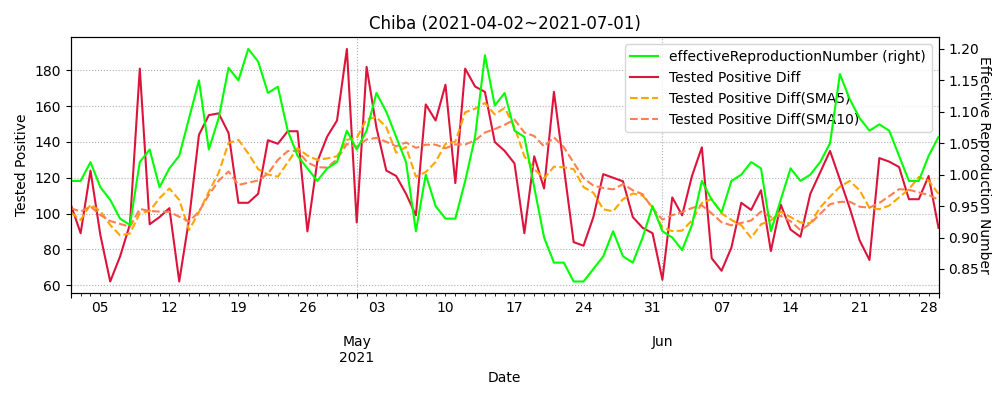 Chiba (2021-04-02~2021-07-01)
effectiveReproductionNumber (right)
Tested Positive Diff
Tested Positive Diff(SMA5)
Tested Positive Diff(SMA10)
Tested Positive
180
160
140
120
100
80
60
1.20
1.15
1.10
1.05
1.00
0.95
0.90
0.85
Effective Reproduction Number
05 12 19 26 03 10 17 24 31 07 14 21 28
May Jun
2021
Date